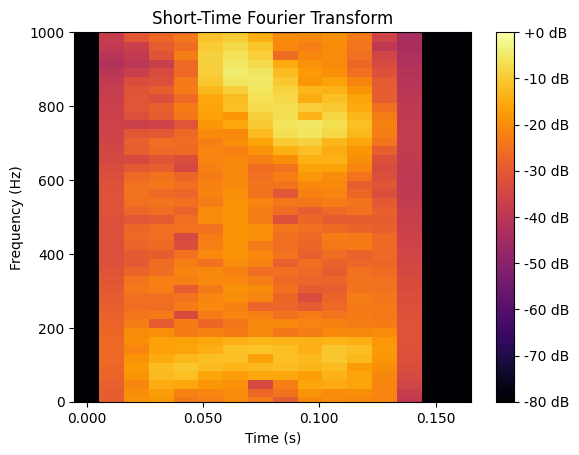 Short-Time Fourier Transform
1000
800
600
400
200
0
Frequency (Hz)
0.000
0.050
0.100
0.150
Time (s)
+0 dB
-10 dB
-20 dB
-30 dB
-40 dB
-50 dB
-60 dB
-70 dB
-80 dB